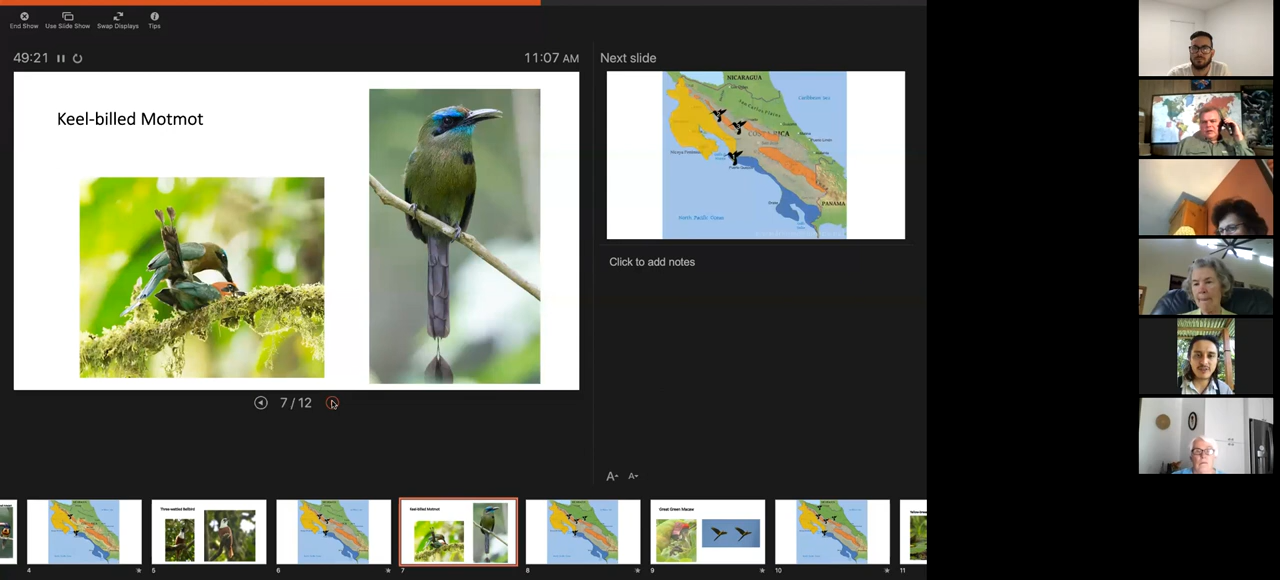 End Show
Use Slide Show
Swap Displays
Tips
49:21
11:07 AM
Keel-billed Motmot
7 / 12
Next slide
NICARAGUA
Caribbean Sea
COSTA RICA
PANAMA
North Pacific Ocean
Click to add notes
A
A
4
Three-wattled Bellbird
5
6
Keel-billed Motmot
7
8
Great Green Macaw
9
10
11